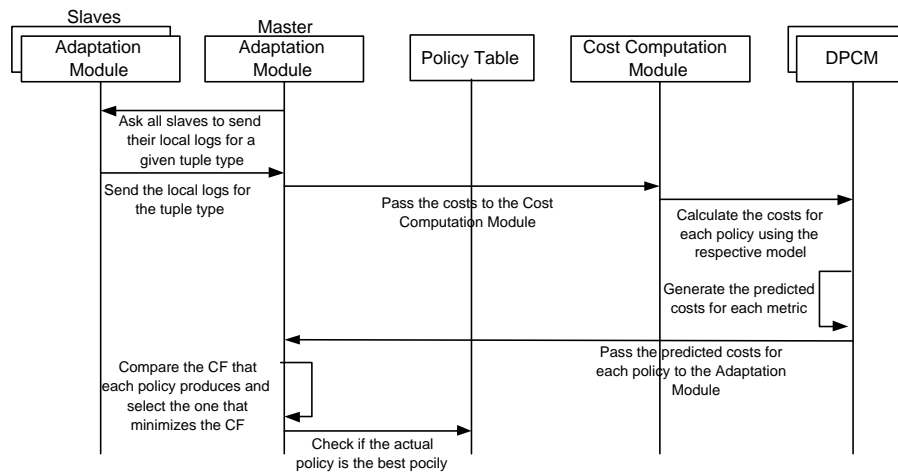 Slaves
Adaptation
Module
Master
Adaptation
Module
Policy Table
Cost Computation
Module
DPCM
Ask all slaves to send
their local logs for a
given tuple type
Send the local logs for
the tuple type
Pass the costs to the Cost
Computation Module
Calculate the costs for
each policy using the
respective model
Generate the predicted
costs for each metric
Pass the predicted costs for
each policy to the Adaptation
Module
Compare the CF that
each policy produces and
select the one that
minimizes the CF
Check if the actual
policy is the best pocily